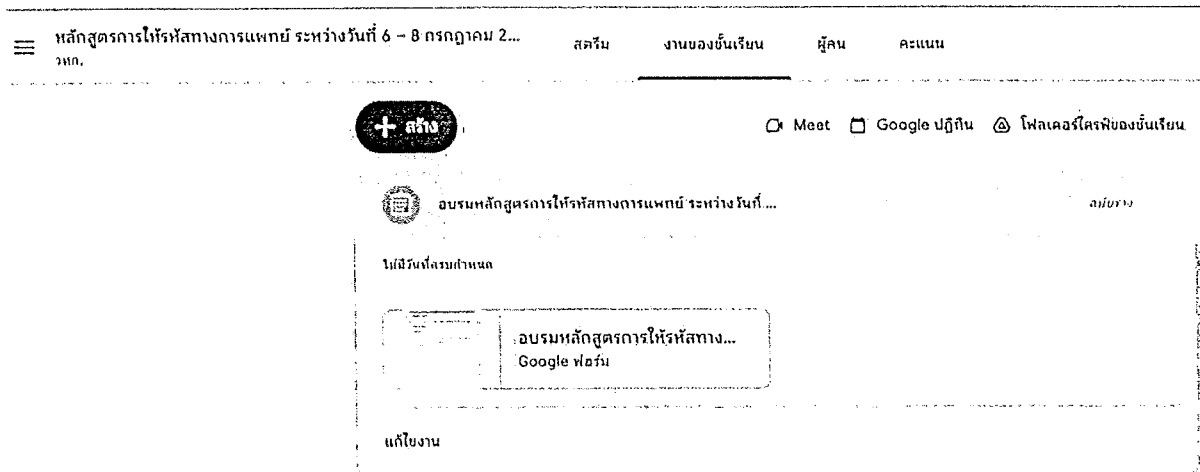 หลักสูตรการให้รหัสทางการแพทย์ ระหว่างวันที่ 6 – 8 กรกฎาคม 2...
วทก.
สตรีม งานของชั้นเรียน ผู้คน คะแนน
+ สร้าง
Meet Google ปฏิทิน โฟลเดอร์ไดรฟ์ของชั้นเรียน
อบรมหลักสูตรการให้รหัสทางการแพทย์ ระหว่างวันที่ ... ฉบับร่าง
ไม่มีวันที่ครบกำหนด
อบรมหลักสูตรการให้รหัสทาง...
Google ฟอร์ม
แก้ไขงาน